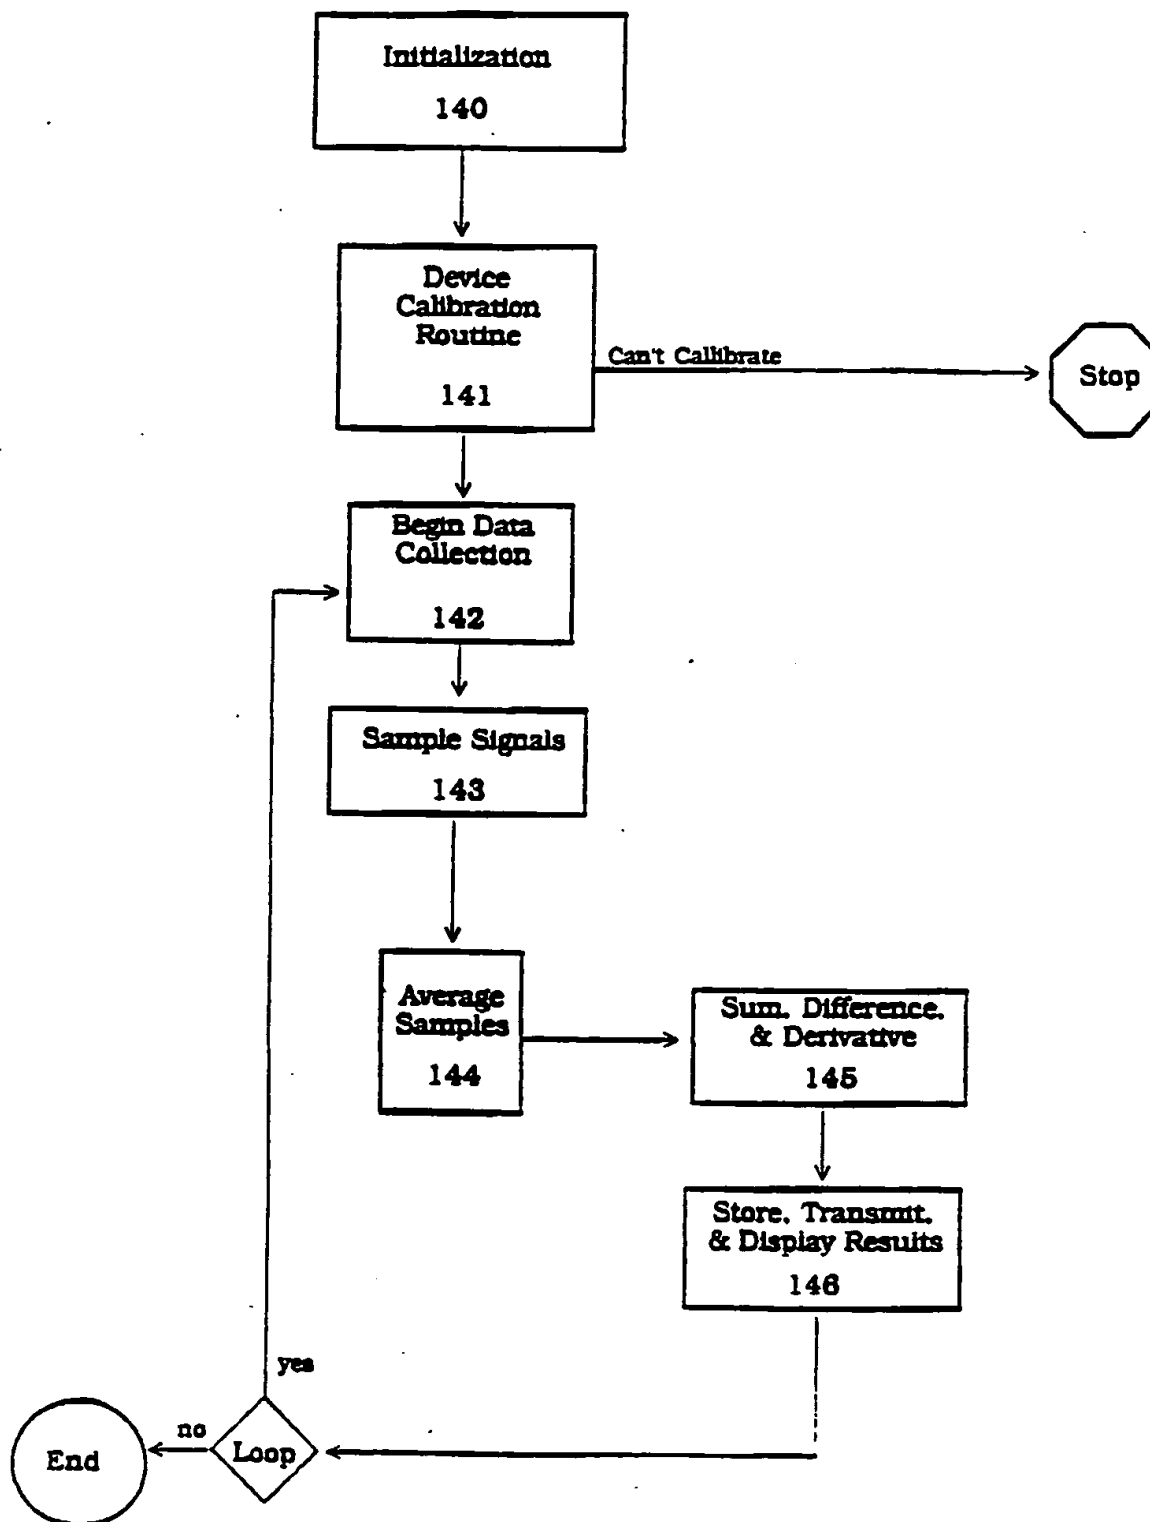 Initialization
140
Device
Calibration
Routine
141
Can't Callibrate
Stop
Begin Data
Collection
142
Sample Signals
143
Average
Samples
144
Sum, Difference,
& Derivative
145
Store, Transmit,
& Display Results
146
yes
no
Loop
End